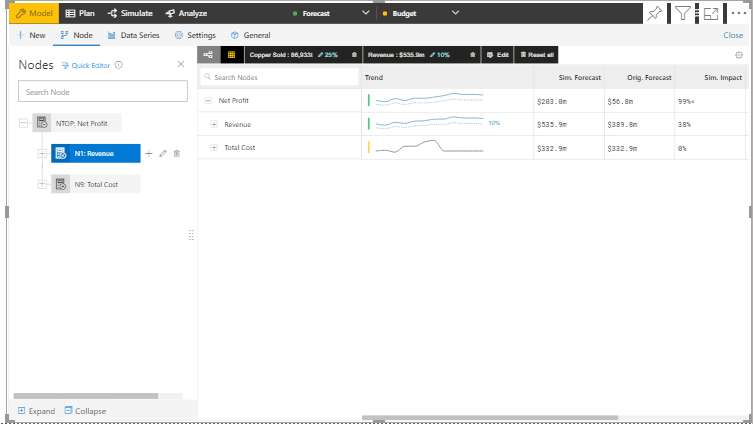 Model Plan Simulate Analyze Forecast Budget
New Node Data Series Settings General Close
Nodes Quick Editor
Search Node
NTOP: Net Profit
N1: Revenue
N9: Total Cost
Expand Collapse
Copper Sold : 86,933t 25% Revenue : $535.9m 10% Edit Reset all
Search Nodes Trend Sim. Forecast Orig. Forecast Sim. Impact
Net Profit $203.0m $56.8m 99%<
Revenue 10% $535.9m $389.8m 38%
Total Cost $332.9m $332.9m 0%